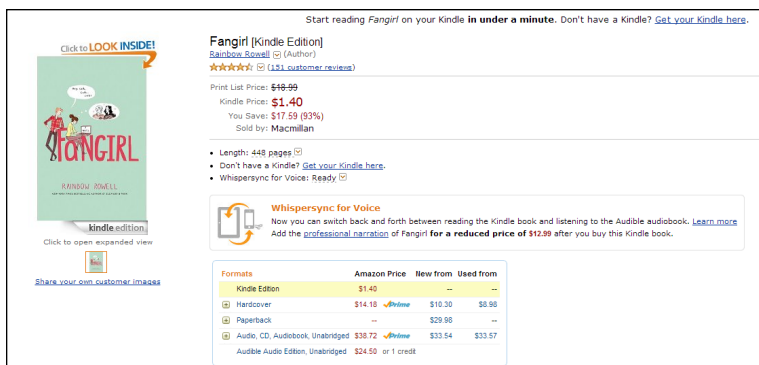 Start reading Fangirl on your Kindle in under a minute. Don't have a Kindle? Get your Kindle here.
Click to LOOK INSIDE!
FANGIRL
RAINBOW ROWELL
kindle edition
Click to open expanded view
Share your own customer images
Fangirl [Kindle Edition]
Rainbow Rowell (Author)
(151 customer reviews)
Print List Price: $18.99
Kindle Price: $1.40
You Save: $17.59 (93%)
Sold by: Macmillan
• Length: 448 pages
• Don't have a Kindle? Get your Kindle here.
• Whispersync for Voice: Ready
Whispersync for Voice
Now you can switch back and forth between reading the Kindle book and listening to the Audible audiobook. Learn more
Add the professional narration of Fangirl for a reduced price of $12.99 after you buy this Kindle book.
Formats Amazon Price New from Used from
Kindle Edition $1.40 -- --
Hardcover $14.18 Prime $10.30 $8.98
Paperback -- $29.98 --
Audio, CD, Audiobook, Unabridged $38.72 Prime $33.54 $33.57
Audible Audio Edition, Unabridged $24.50 or 1 credit